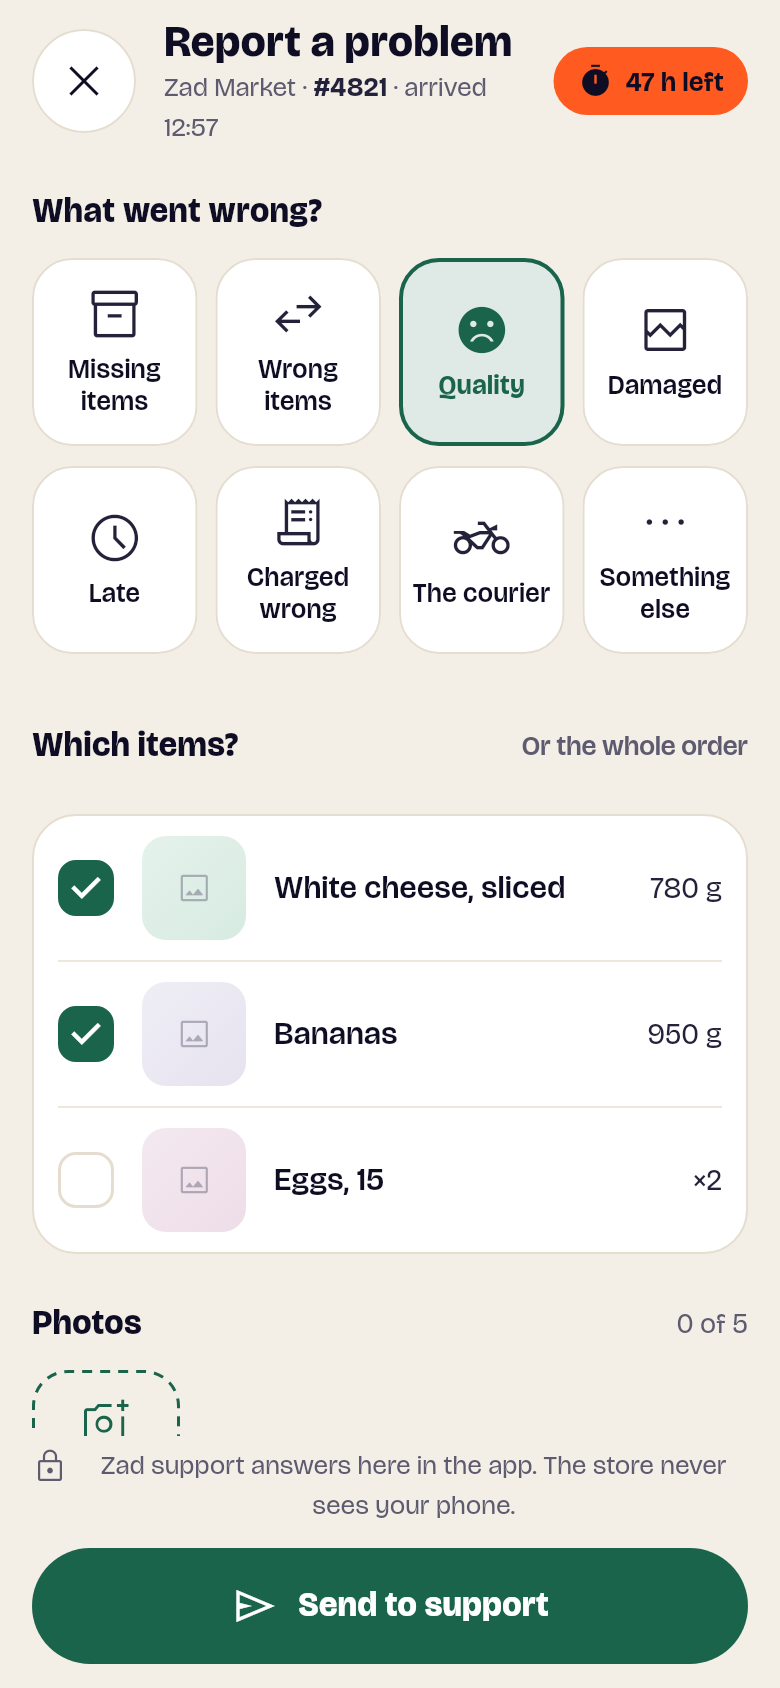 Report a problem
Zad Market · #4821 · arrived
12:57
47 h left
What went wrong?
Missing
items
Wrong
items
Quality
Damaged
Late
Charged
wrong
The courier
Something
else
Which items?
Or the whole order
White cheese, sliced
780 g
Bananas
950 g
Eggs, 15
×2
Photos
0 of 5
Zad support answers here in the app. The store never
sees your phone.
Send to support